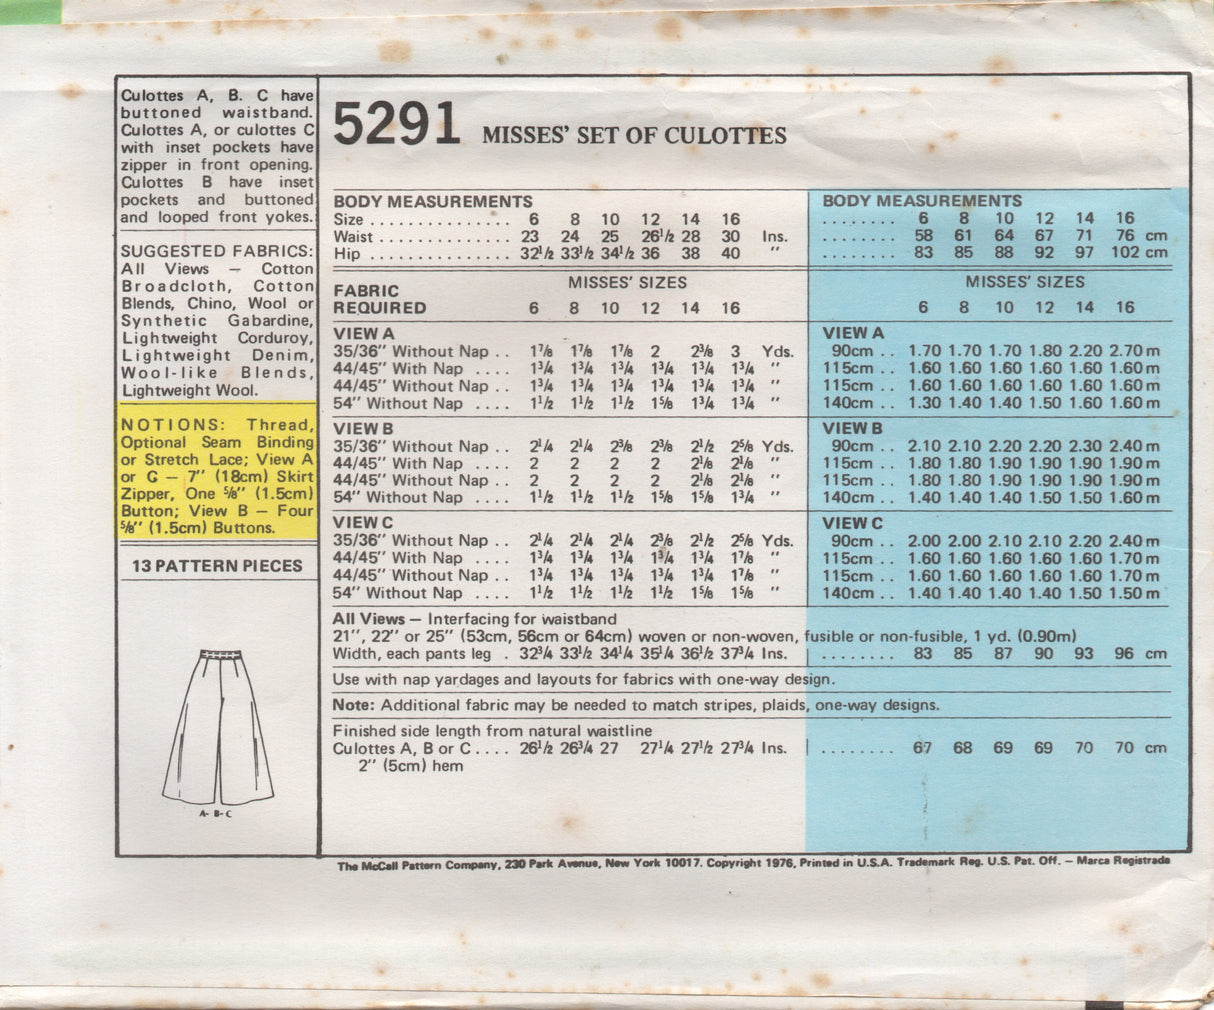 Culottes A, B. C have
buttoned waistband.
Culottes A, or culottes C
with inset pockets have
zipper in front opening.
Culottes B have inset
pockets and buttoned
and looped front yokes.
SUGGESTED FABRICS:
All Views — Cotton
Broadcloth, Cotton
Blends, Chino, Wool or
Synthetic Gabardine,
Lightweight Corduroy,
Lightweight Denim,
Wool-like Blends,
Lightweight Wool.
NOTIONS: Thread,
Optional Seam Binding
or Stretch Lace; View A
or C — 7" (18cm) Skirt
Zipper, One 5/8" (1.5cm)
Button; View B — Four
5/8" (1.5cm) Buttons.
13 PATTERN PIECES
A- B- C
5291 MISSES' SET OF CULOTTES
BODY MEASUREMENTS BODY MEASUREMENTS
Size . . . . . . . . . . . . . . . 6 8 10 12 14 16 . . . . . . . . 6 8 10 12 14 16
Waist . . . . . . . . . . . . . . 23 24 25 26½ 28 30 Ins. . . . . . . . . 58 61 64 67 71 76 cm
Hip . . . . . . . . . . . . . . . 32½ 33½ 34½ 36 38 40 " . . . . . . . . 83 85 88 92 97 102 cm
MISSES' SIZES MISSES' SIZES
FABRIC
REQUIRED 6 8 10 12 14 16 6 8 10 12 14 16
VIEW A VIEW A
35/36" Without Nap . . 1⅞ 1⅞ 1⅞ 2 2⅜ 3 Yds. 90cm . . 1.70 1.70 1.70 1.80 2.20 2.70 m
44/45" With Nap . . . . 1¾ 1¾ 1¾ 1¾ 1¾ 1¾ " 115cm . . 1.60 1.60 1.60 1.60 1.60 1.60 m
44/45" Without Nap . . 1¾ 1¾ 1¾ 1¾ 1¾ 1¾ " 115cm . . 1.60 1.60 1.60 1.60 1.60 1.60 m
54" Without Nap . . . . 1½ 1½ 1½ 1⅝ 1¾ 1¾ " 140cm . . 1.30 1.40 1.40 1.50 1.60 1.60 m
VIEW B VIEW B
35/36" Without Nap . . 2¼ 2¼ 2⅜ 2⅜ 2½ 2⅝ Yds. 90cm . . 2.10 2.10 2.20 2.20 2.30 2.40 m
44/45" With Nap . . . . 2 2 2 2 2⅛ 2⅛ " 115cm . . 1.80 1.80 1.90 1.90 1.90 1.90 m
44/45" Without Nap . . 2 2 2 2 2⅛ 2⅛ " 115cm . . 1.80 1.80 1.90 1.90 1.90 1.90 m
54" Without Nap . . . . 1½ 1½ 1½ 1⅝ 1⅝ 1¾ " 140cm . . 1.40 1.40 1.40 1.50 1.50 1.60 m
VIEW C VIEW C
35/36" Without Nap . . 2¼ 2¼ 2¼ 2⅜ 2½ 2⅝ Yds. 90cm . . 2.00 2.00 2.10 2.10 2.20 2.40 m
44/45" With Nap . . . . 1¾ 1¾ 1¾ 1¾ 1¾ 1⅞ " 115cm . . 1.60 1.60 1.60 1.60 1.60 1.70 m
44/45" Without Nap . . 1¾ 1¾ 1¾ 1¾ 1¾ 1⅞ " 115cm . . 1.60 1.60 1.60 1.60 1.60 1.70 m
54" Without Nap . . . . 1½ 1½ 1½ 1½ 1⅝ 1⅝ " 140cm . . 1.40 1.40 1.40 1.40 1.50 1.50 m
All Views — Interfacing for waistband
21", 22" or 25" (53cm, 56cm or 64cm) woven or non-woven, fusible or non-fusible, 1 yd. (0.90m)
Width, each pants leg . 32¾ 33½ 34¼ 35¼ 36½ 37¾ Ins. . . . . . . . . 83 85 87 90 93 96 cm
Use with nap yardages and layouts for fabrics with one-way design.
Note: Additional fabric may be needed to match stripes, plaids, one-way designs.
Finished side length from natural waistline
Culottes A, B or C . . . . 26½ 26¾ 27 27¼ 27½ 27¾ Ins. . . . . . . . . 67 68 69 69 70 70 cm
2" (5cm) hem
The McCall Pattern Company, 230 Park Avenue, New York 10017. Copyright 1976, Printed in U.S.A. Trademark Reg. U.S. Pat. Off. — Marca Registrada